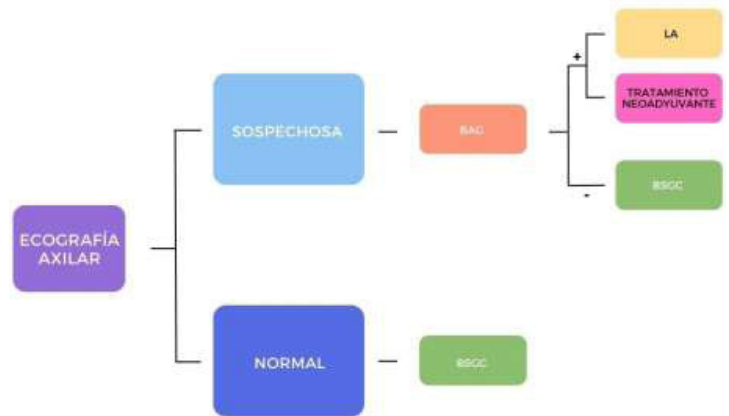 LA
+
TRATAMIENTO
NEOADYUVANTE
SOSPECHOSA
BAG
BSGC
-
ECOGRAFÍA
AXILAR
NORMAL
BSGC